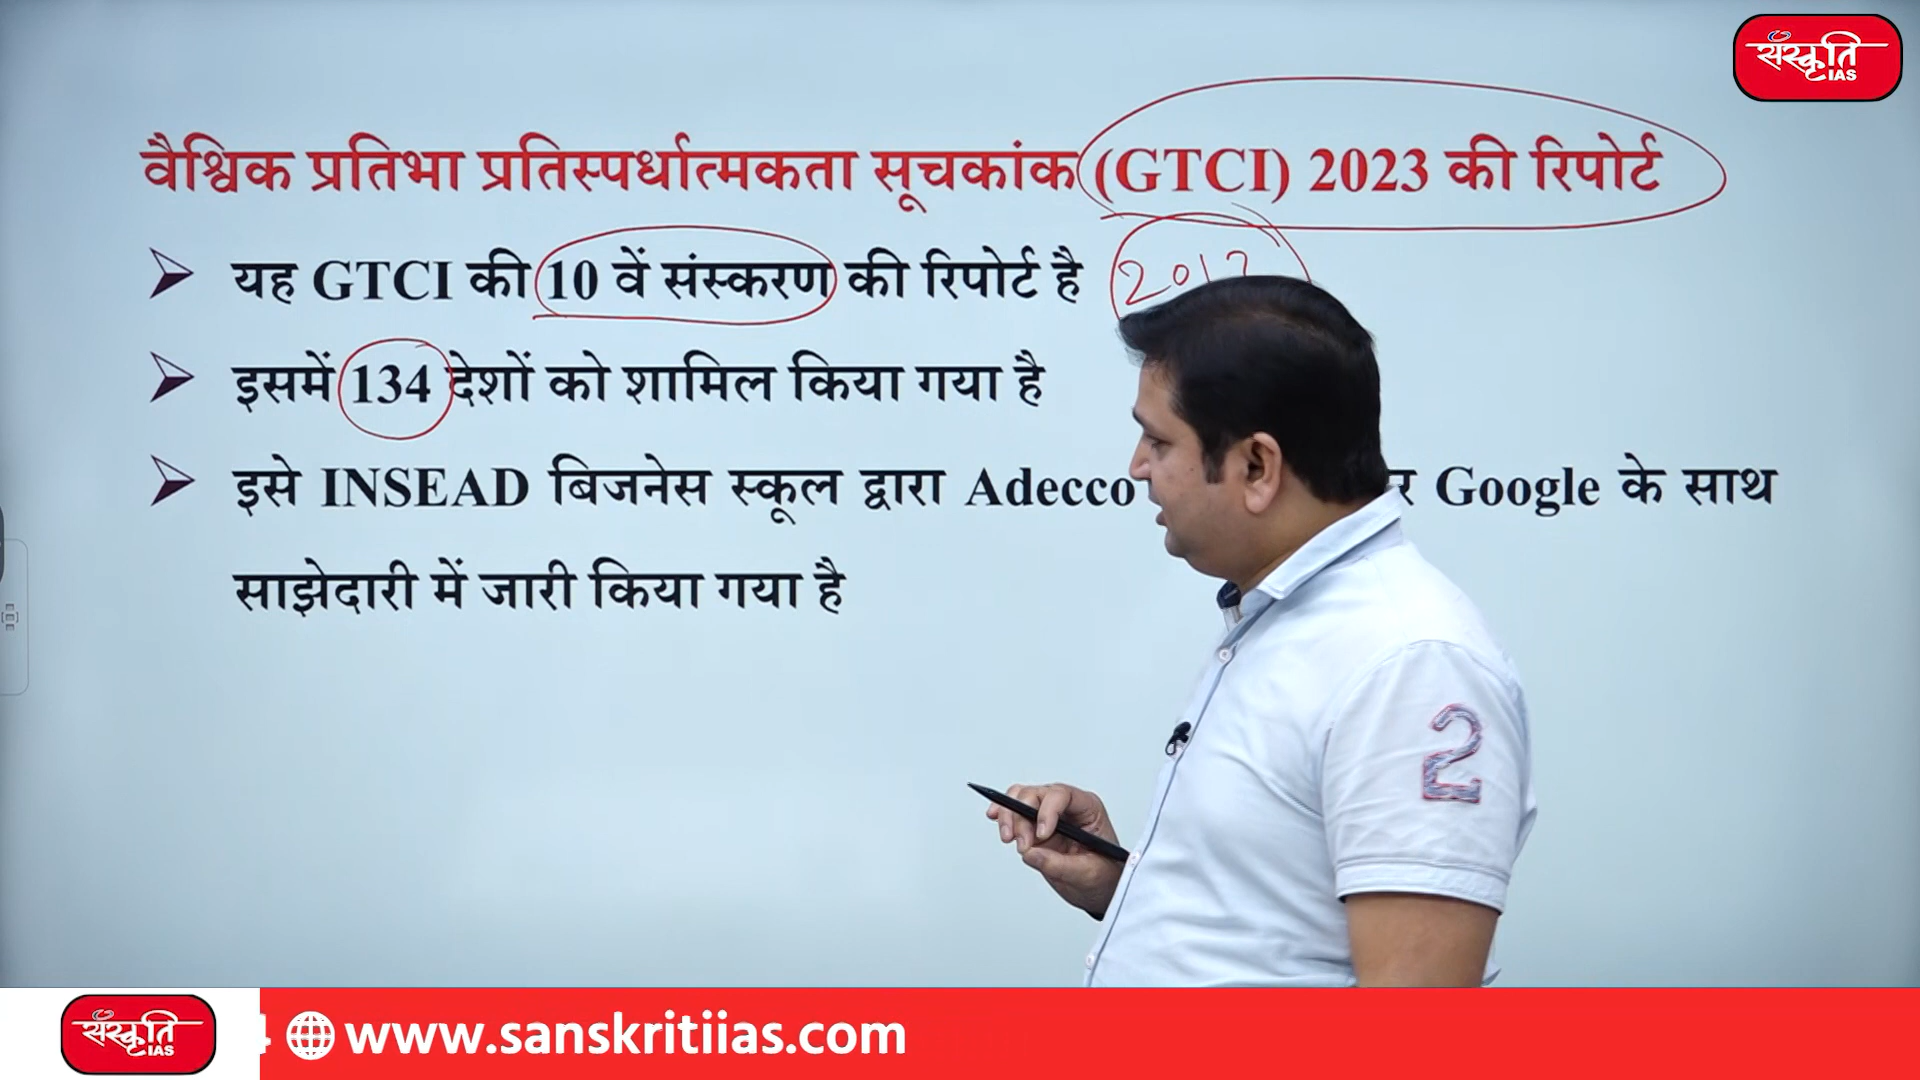 संस्कृति
IAS
वैश्विक प्रतिभा प्रतिस्पर्धात्मकता सूचकांक (GTCI) 2023 की रिपोर्ट
यह GTCI की 10 वें संस्करण की रिपोर्ट है
इसमें 134 देशों को शामिल किया गया है
इसे INSEAD बिजनेस स्कूल द्वारा Adecco Google के साथ
साझेदारी में जारी किया गया है
2
संस्कृति
IAS
www.sanskritiias.com